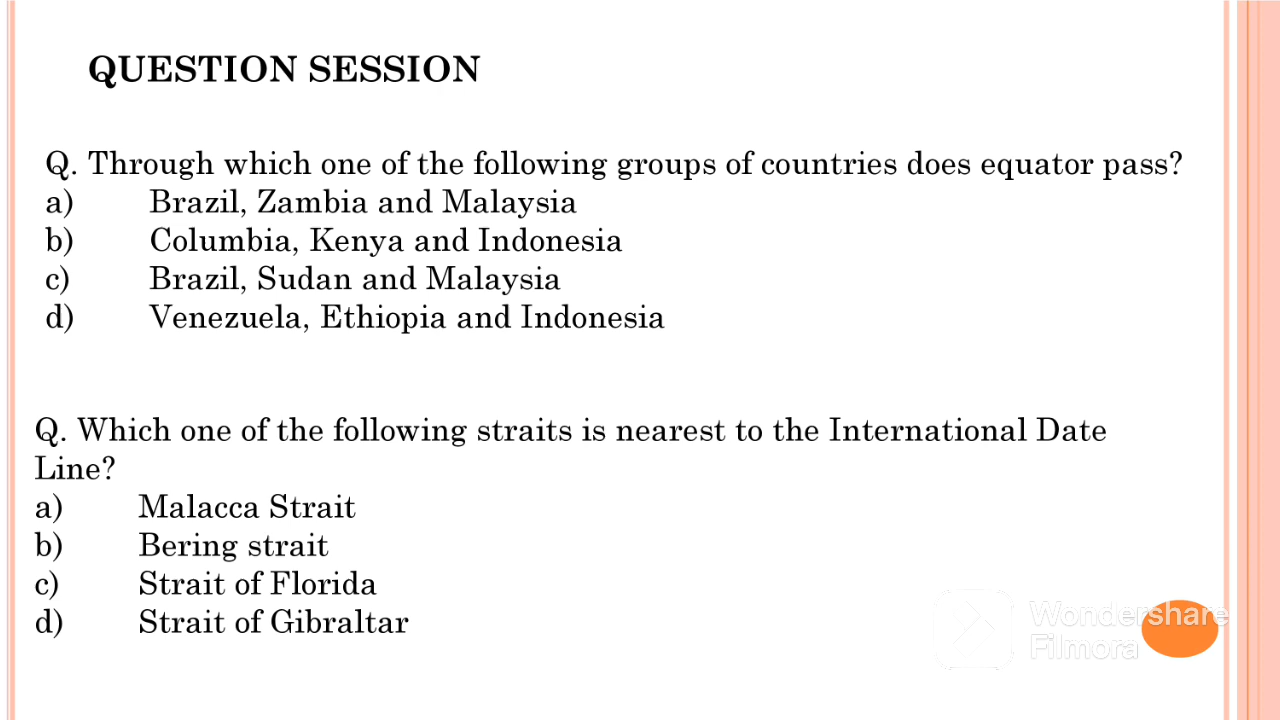 QUESTION SESSION
Q. Through which one of the following groups of countries does equator pass?
a) Brazil, Zambia and Malaysia
b) Columbia, Kenya and Indonesia
c) Brazil, Sudan and Malaysia
d) Venezuela, Ethiopia and Indonesia
Q. Which one of the following straits is nearest to the International Date
Line?
a) Malacca Strait
b) Bering strait
c) Strait of Florida
d) Strait of Gibraltar
Wondershare
Filmora